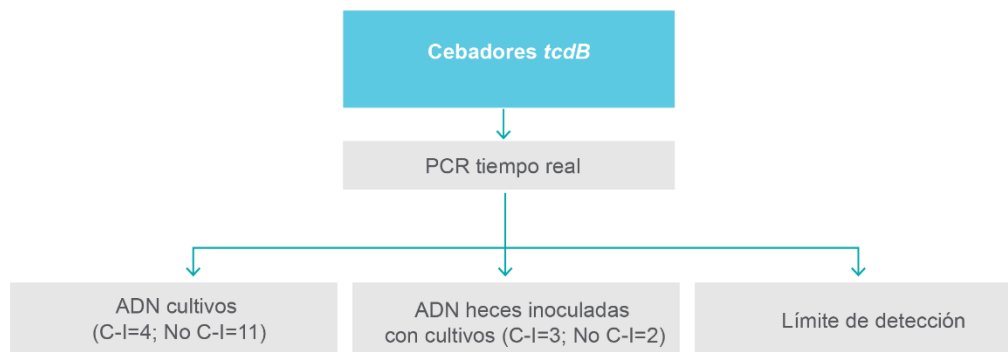 Cebadores tcdB
PCR tiempo real
ADN cultivos
(C-I=4; No C-I=11)
ADN heces inoculadas
con cultivos (C-I=3; No C-I=2)
Límite de detección